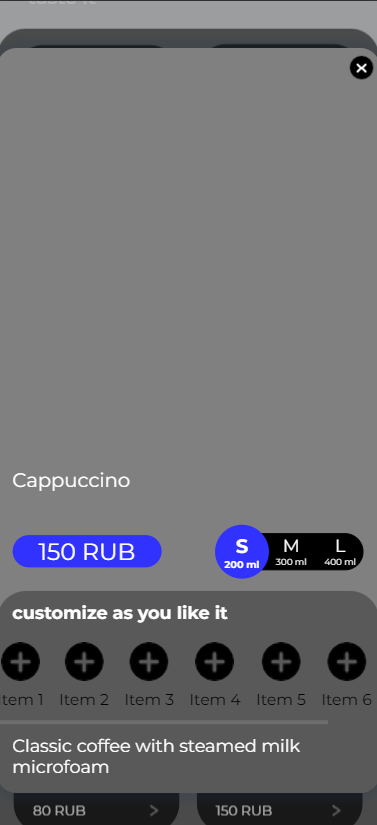 Cappuccino
150 RUB
S M L
200 ml 300 ml 400 ml
customize as you like it
Item 1 Item 2 Item 3 Item 4 Item 5 Item 6
Classic coffee with steamed milk
microfoam
80 RUB 150 RUB